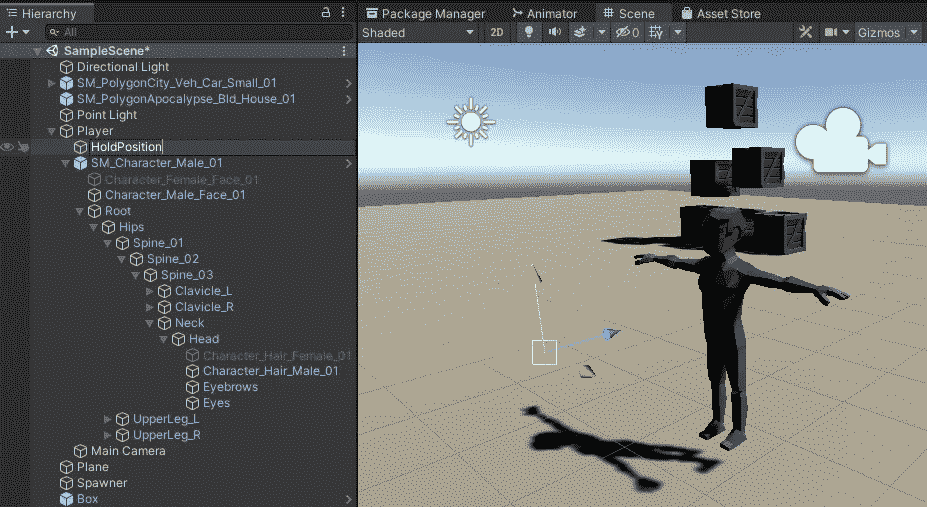 Hierarchy
All
SampleScene*
Directional Light
SM_PolygonCity_Veh_Car_Small_01
SM_PolygonApocalypse_Bld_House_01
Point Light
Player
HoldPosition
SM_Character_Male_01
Character_Female_Face_01
Character_Male_Face_01
Root
Hips
Spine_01
Spine_02
Spine_03
Clavicle_L
Clavicle_R
Neck
Head
Character_Hair_Female_01
Character_Hair_Male_01
Eyebrows
Eyes
UpperLeg_L
UpperLeg_R
Main Camera
Plane
Spawner
Box
Package Manager Animator Scene Asset Store
Shaded 2D 0 Gizmos